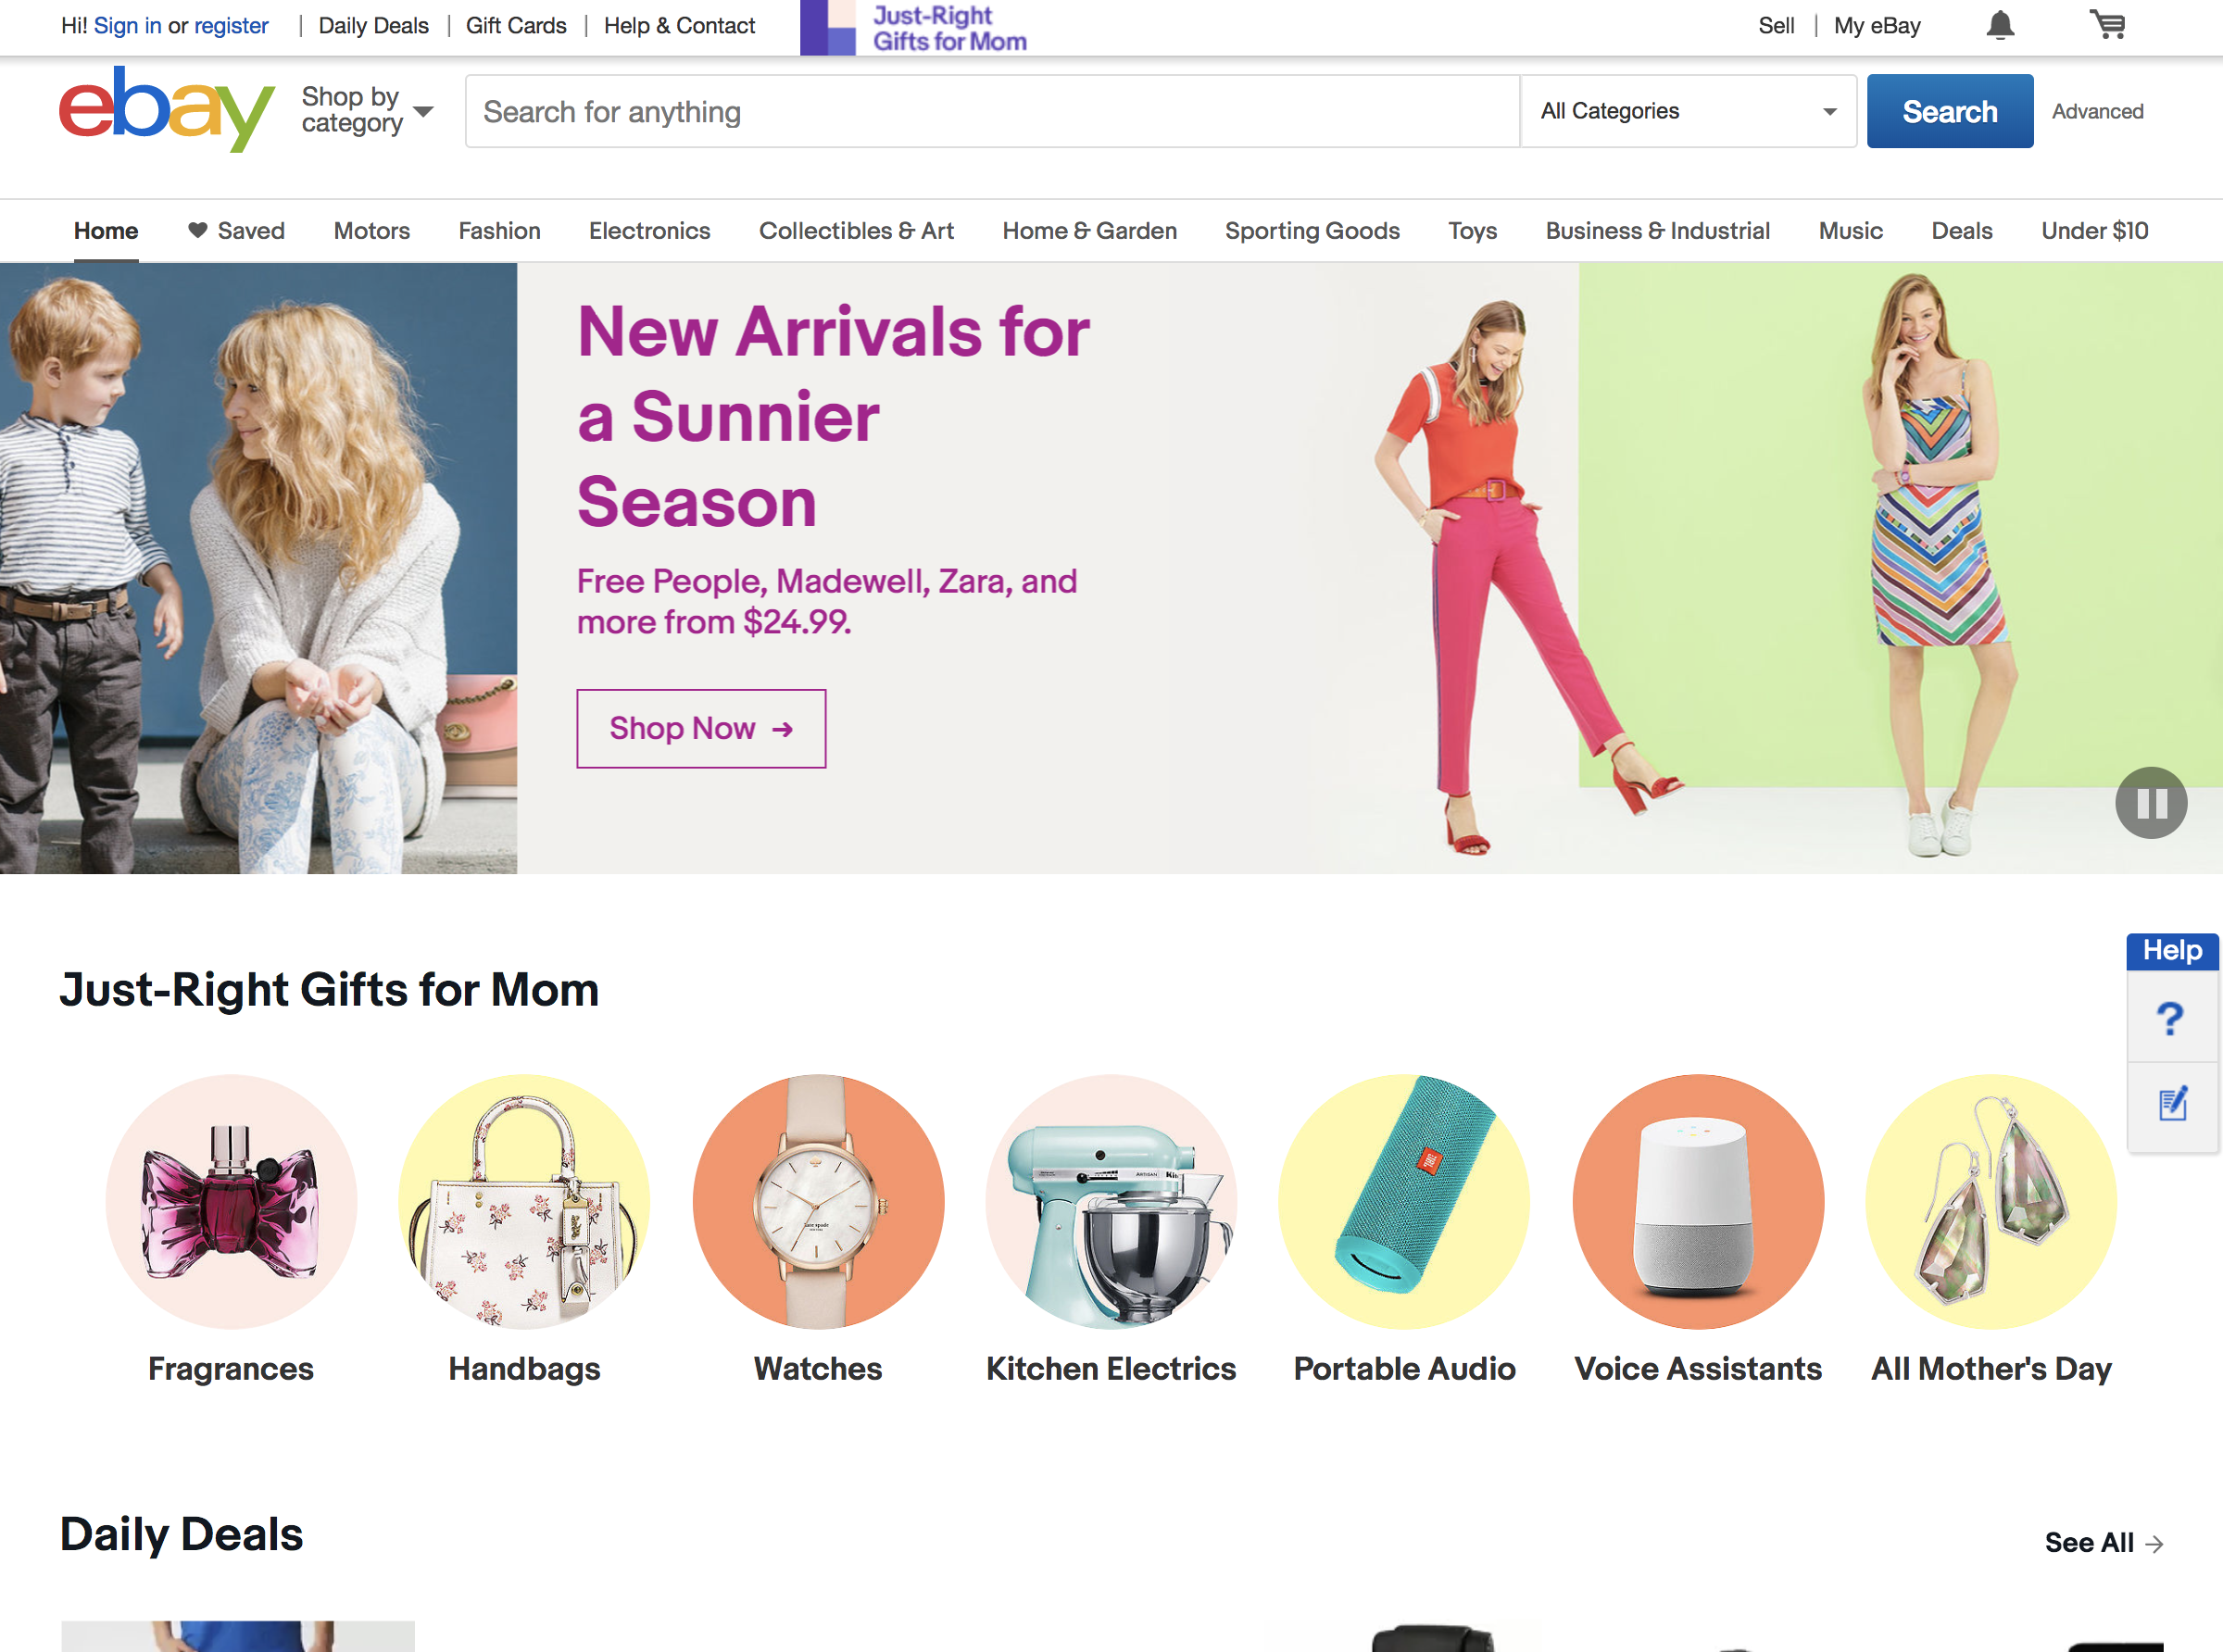 Hi! Sign in or register | Daily Deals | Gift Cards | Help & Contact
Just-Right
Gifts for Mom
Sell | My eBay
ebay
Shop by
category
Search for anything
All Categories
Search
Advanced
Home
Saved
Motors
Fashion
Electronics
Collectibles & Art
Home & Garden
Sporting Goods
Toys
Business & Industrial
Music
Deals
Under $10
New Arrivals for
a Sunnier
Season
Free People, Madewell, Zara, and
more from $24.99.
Shop Now →
Help
?
Just-Right Gifts for Mom
kate spade
ARTISAN
JBL
Fragrances
Handbags
Watches
Kitchen Electrics
Portable Audio
Voice Assistants
All Mother's Day
Daily Deals
See All →